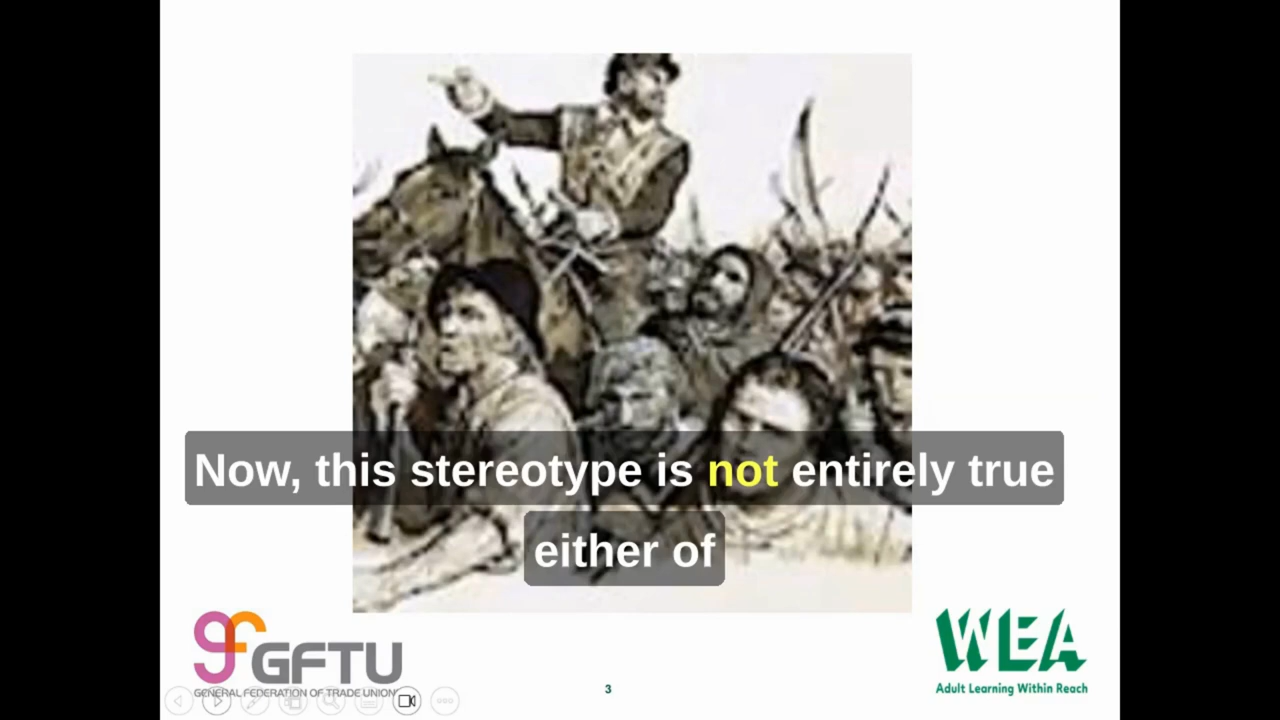 Now, this stereotype is not entirely true
either of
GFTU
GENERAL FEDERATION OF TRADE UNION
3
WEA
Adult Learning Within Reach